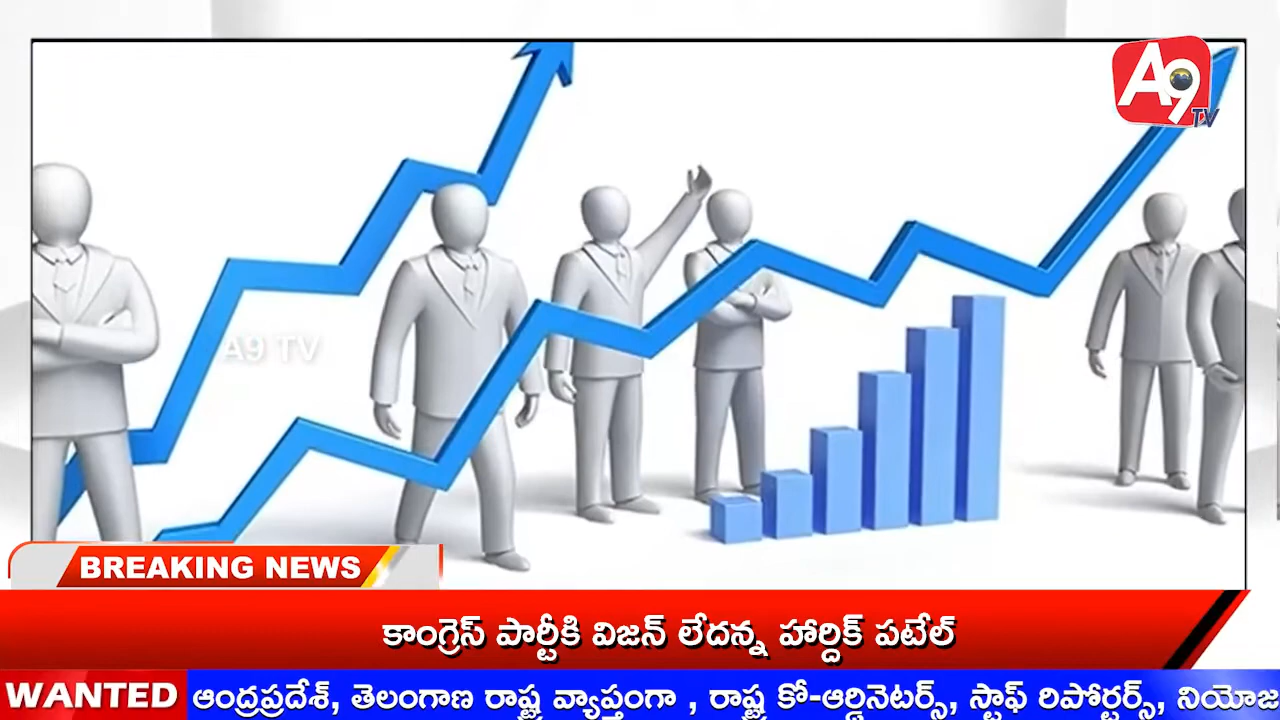 A9 TV
A9 TV
BREAKING NEWS
కాంగ్రెస్ పార్టీకి విజన్ లేదన్న హార్దిక్ పటేల్
WANTED ఆంద్రప్రదేశ్, తెలంగాణ రాష్ట్ర వ్యాప్తంగా , రాష్ట్ర కో-ఆర్డినెటర్స్, స్టాఫ్ రిపోర్టర్స్,